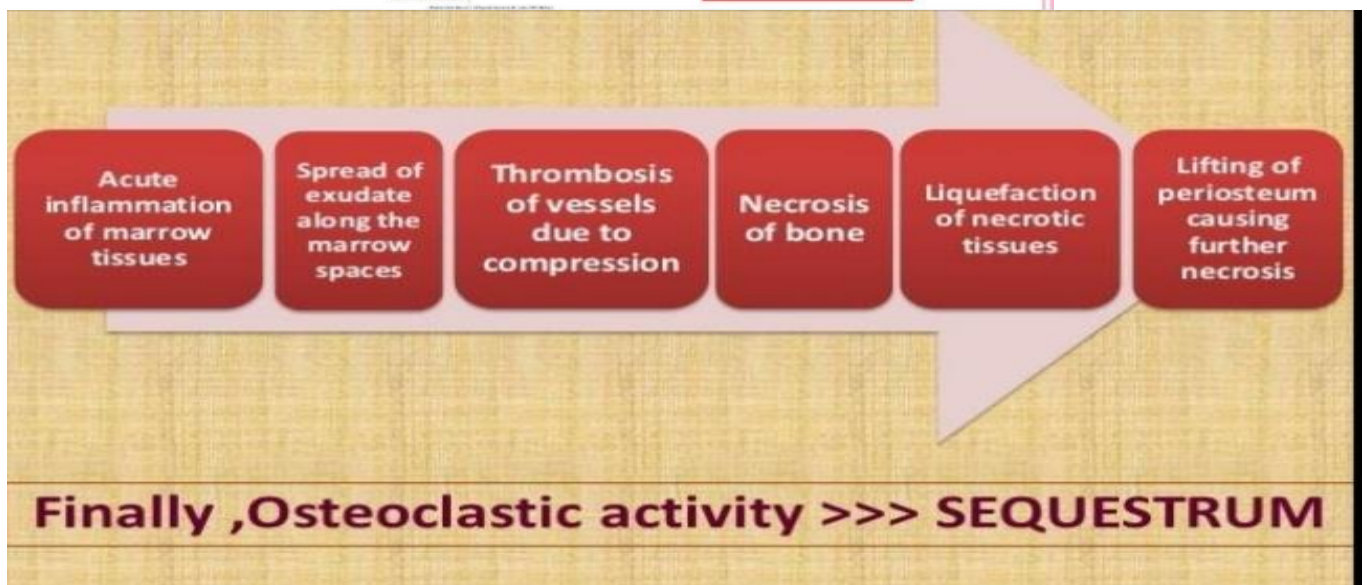 Acute
inflammation
of marrow
tissues
Spread of
exudate
along the
marrow
spaces
Thrombosis
of vessels
due to
compression
Necrosis
of bone
Liquefaction
of necrotic
tissues
Lifting of
periosteum
causing
further
necrosis
Finally ,Osteoclastic activity >>> SEQUESTRUM